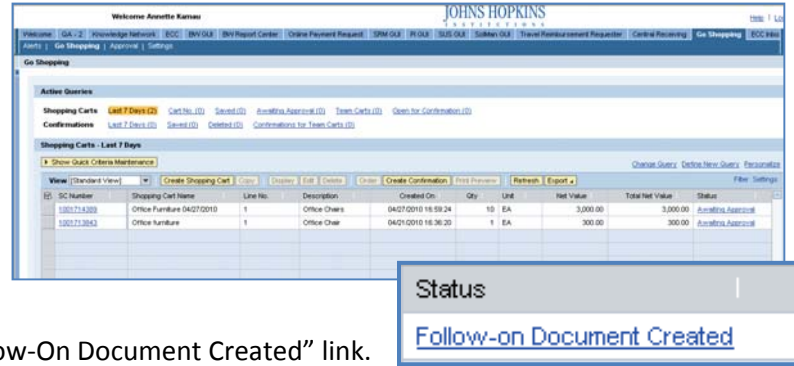 Welcome Annette Kamau
JOHNS HOPKINS
INSTITUTIONS
Help | Lo
Welcome GA - 2 Knowledge Network ECC BW GUI BW Report Center Online Payment Request SRM GUI PI GUI SUS GUI SolMan GUI Travel Reimbursement Requester Central Receiving Go Shopping ECC Inbo
Alerts | Go Shopping | Approval | Settings
Go Shopping
Active Queries
Shopping Carts Last 7 Days (2) Cart No. (0) Saved (0) Awaiting Approval (0) Team Carts (0) Open for Confirmation (0)
Confirmations Last 7 Days (0) Saved (0) Deleted (0) Confirmations for Team Carts (0)
Shopping Carts - Last 7 Days
Show Quick Criteria Maintenance Change Query Define New Query Personalize
View [Standard View] Create Shopping Cart Copy Display Edit Delete Order Create Confirmation Print Preview Refresh Export Filter Settings
SC Number Shopping Cart Name Line No. Description Created On Qty Unit Net Value Total Net Value Status
1001714389 Office Furniture 04/27/2010 1 Office Chairs 04/27/2010 16:59:24 10 EA 3,000.00 3,000.00 Awaiting Approval
1001713843 Office furniture 1 Office Chair 04/21/2010 16:36:20 1 EA 300.00 300.00 Awaiting Approval
Status
Follow-on Document Created
ow-On Document Created” link.